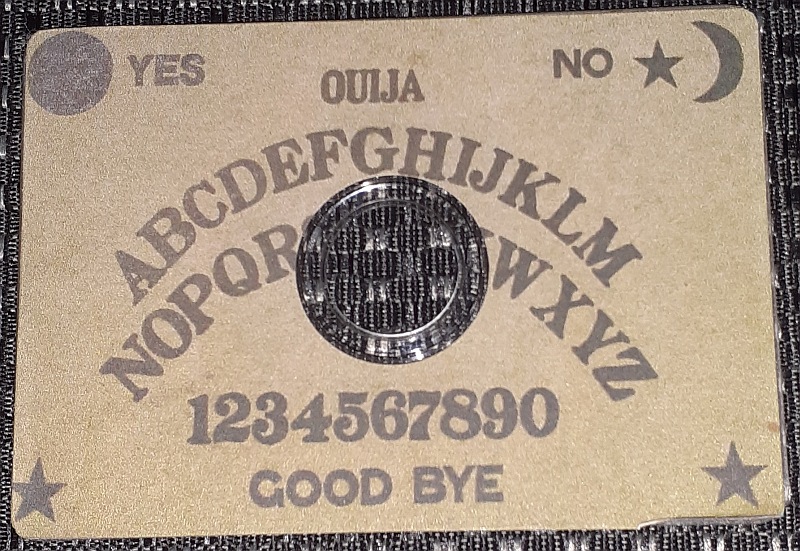 YES
NO
OUIJA
ABCDEFGHIJKLM
NOPQR WXYZ
1234567890
GOOD BYE